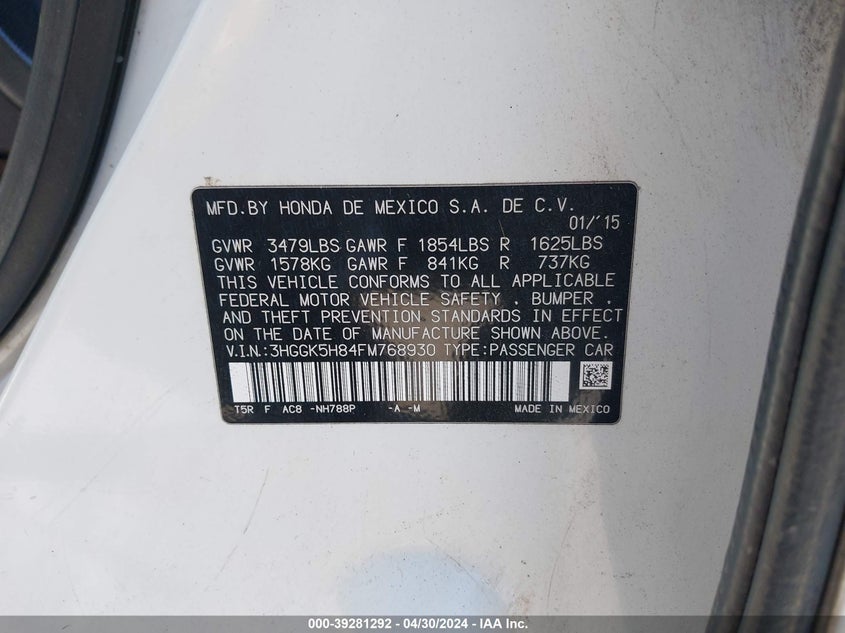 MFD.BY HONDA DE MEXICO S.A. DE C.V.
01/'15
GVWR 3479LBS GAWR F 1854LBS R 1625LBS
GVWR 1578KG GAWR F 841KG R 737KG
THIS VEHICLE CONFORMS TO ALL APPLICABLE
FEDERAL MOTOR VEHICLE SAFETY , BUMPER ,
AND THEFT PREVENTION STANDARDS IN EFFECT
ON THE DATE OF MANUFACTURE SHOWN ABOVE.
V.I.N.:3HGGK5H84FM768930 TYPE:PASSENGER CAR
T5R F AC8 -NH788P -A -M MADE IN MEXICO
000-39281292 - 04/30/2024 - IAA Inc.